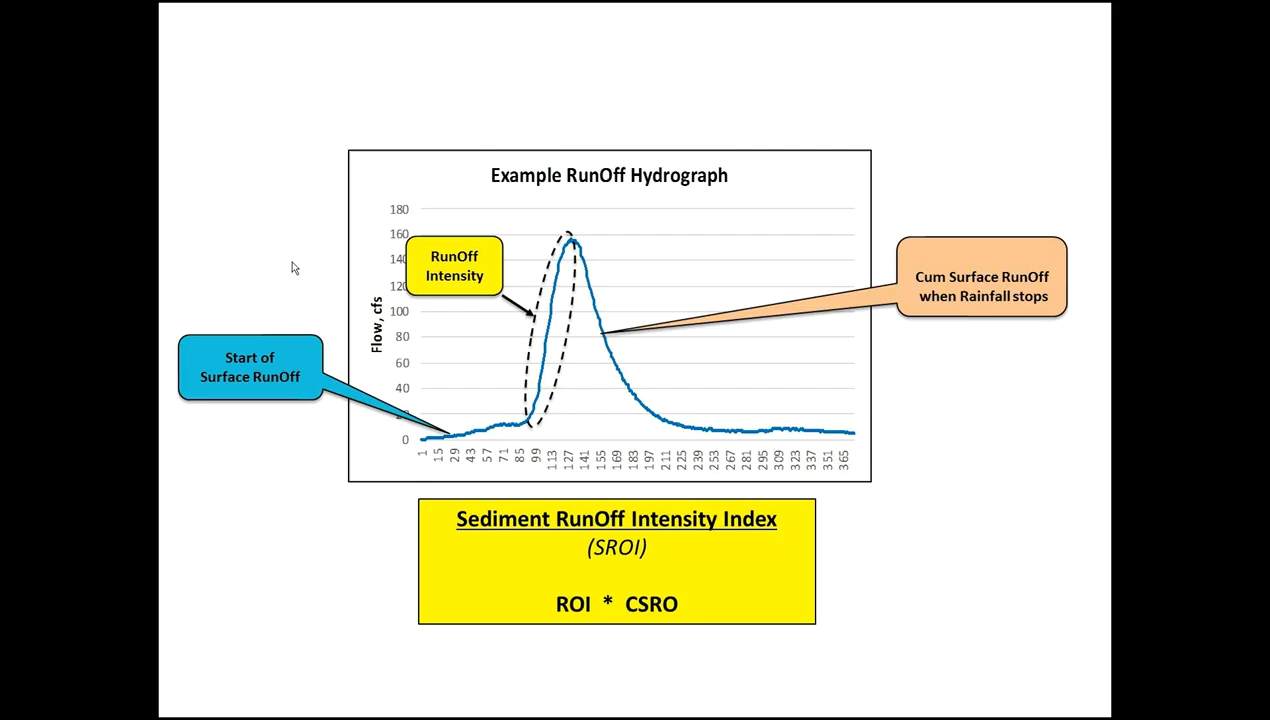 Example RunOff Hydrograph
180
160
140
120
100
80
60
40
20
0
Flow, cfs
1 15 29 43 57 71 85 99 113 127 141 155 169 183 197 211 225 239 253 267 281 295 309 323 337 351 365
RunOff
Intensity
Cum Surface RunOff
when Rainfall stops
Start of
Surface RunOff
Sediment RunOff Intensity Index
(SROI)
ROI * CSRO